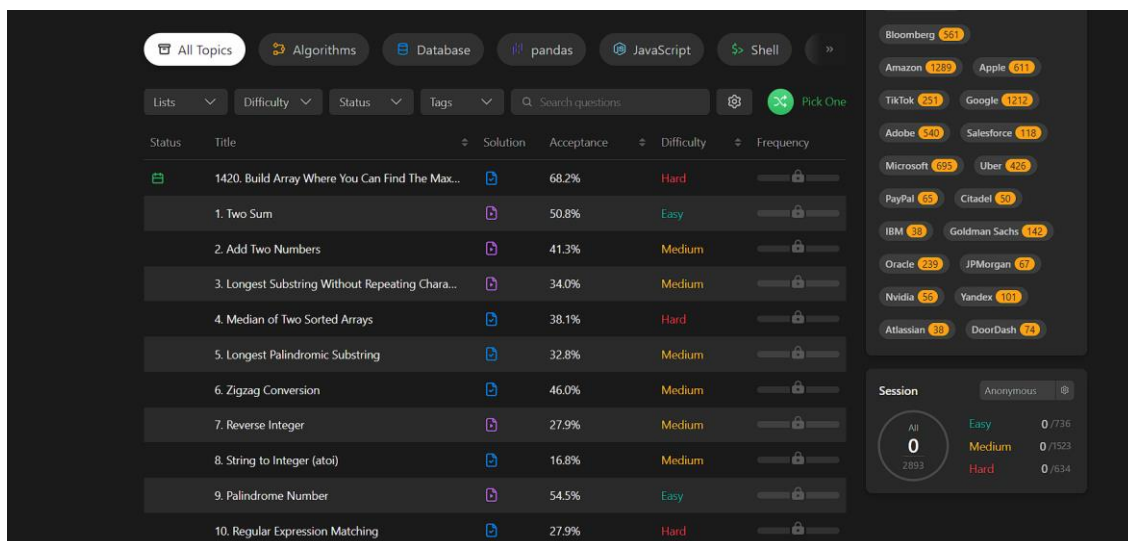 All Topics Algorithms Database pandas JavaScript $> Shell »
Lists Difficulty Status Tags Search questions Pick One
Status Title Solution Acceptance Difficulty Frequency
1420. Build Array Where You Can Find The Max... 68.2% Hard
1. Two Sum 50.8% Easy
2. Add Two Numbers 41.3% Medium
3. Longest Substring Without Repeating Chara... 34.0% Medium
4. Median of Two Sorted Arrays 38.1% Hard
5. Longest Palindromic Substring 32.8% Medium
6. Zigzag Conversion 46.0% Medium
7. Reverse Integer 27.9% Medium
8. String to Integer (atoi) 16.8% Medium
9. Palindrome Number 54.5% Easy
10. Regular Expression Matching 27.9% Hard
Bloomberg 561
Amazon 1289 Apple 611
TikTok 251 Google 1212
Adobe 540 Salesforce 118
Microsoft 695 Uber 426
PayPal 65 Citadel 50
IBM 38 Goldman Sachs 142
Oracle 239 JPMorgan 67
Nvidia 56 Yandex 101
Atlassian 38 DoorDash 74
Session Anonymous
All
0
2893
Easy 0/736
Medium 0/1523
Hard 0/634